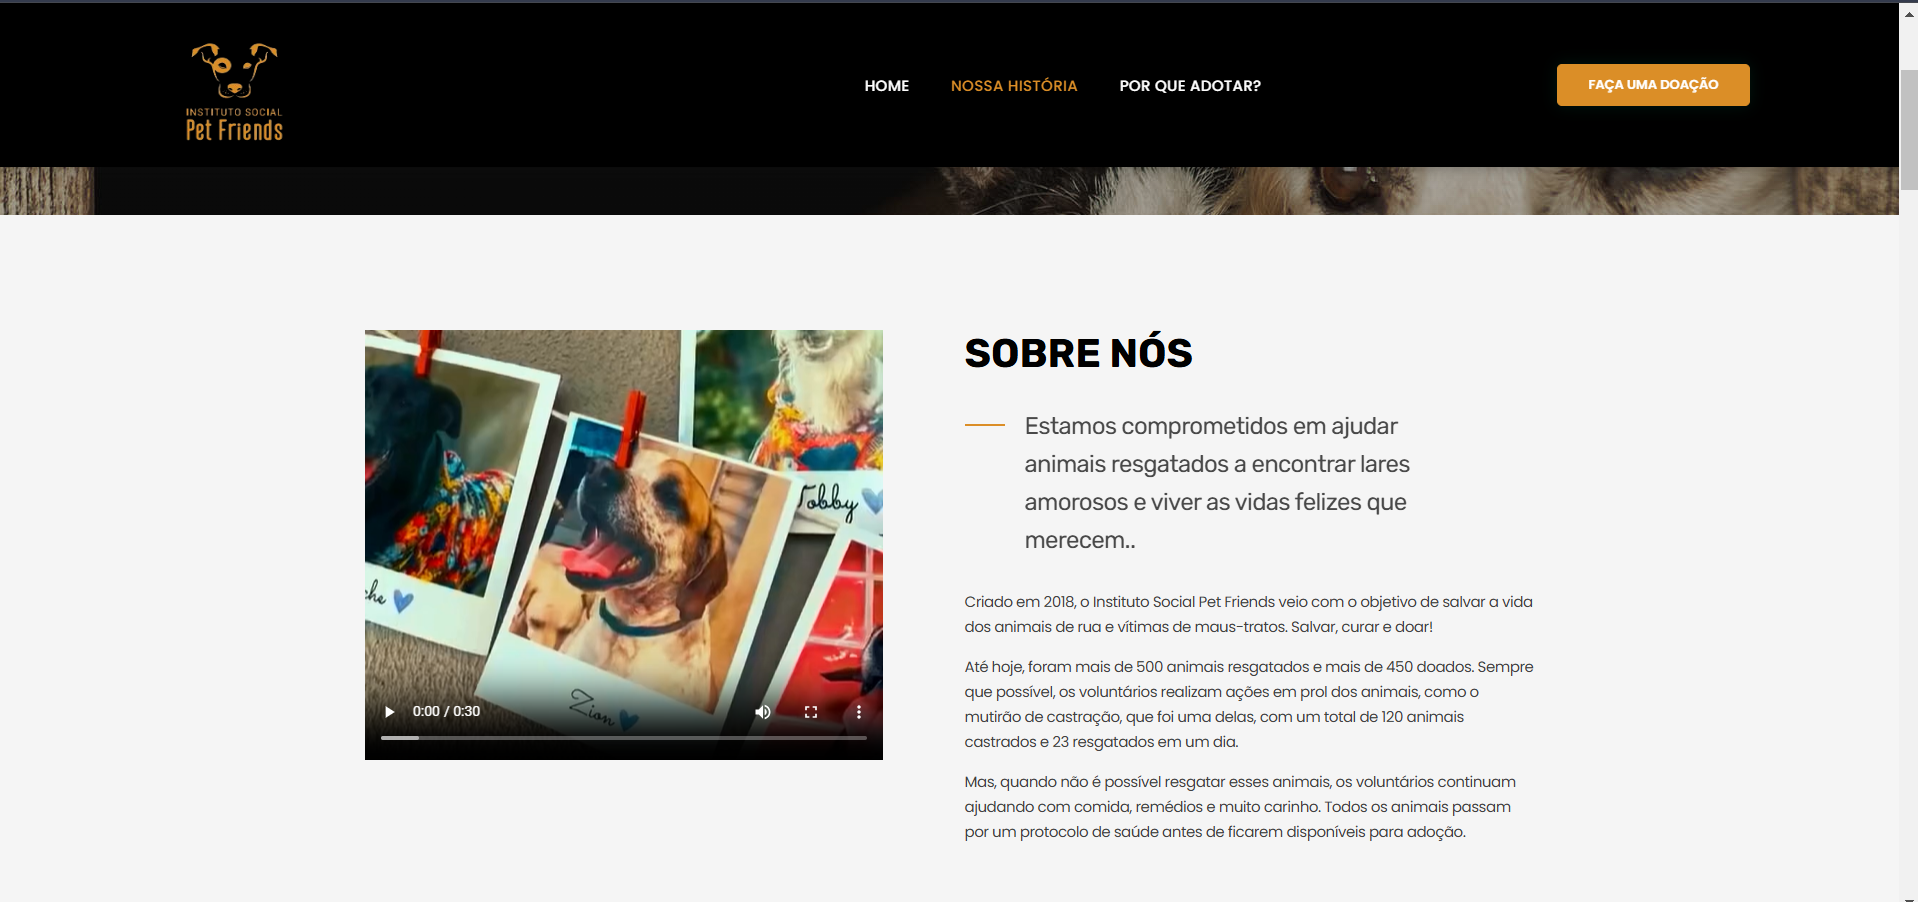 INSTITUTO SOCIAL
Pet Friends
HOME
NOSSA HISTÓRIA
POR QUE ADOTAR?
FAÇA UMA DOAÇÃO
che
Zion
Tobby
0:00 / 0:30
SOBRE NÓS
Estamos comprometidos em ajudar
animais resgatados a encontrar lares
amorosos e viver as vidas felizes que
merecem..
Criado em 2018, o Instituto Social Pet Friends veio com o objetivo de salvar a vida
dos animais de rua e vítimas de maus-tratos. Salvar, curar e doar!
Até hoje, foram mais de 500 animais resgatados e mais de 450 doados. Sempre
que possível, os voluntários realizam ações em prol dos animais, como o
mutirão de castração, que foi uma delas, com um total de 120 animais
castrados e 23 resgatados em um dia.
Mas, quando não é possível resgatar esses animais, os voluntários continuam
ajudando com comida, remédios e muito carinho. Todos os animais passam
por um protocolo de saúde antes de ficarem disponíveis para adoção.